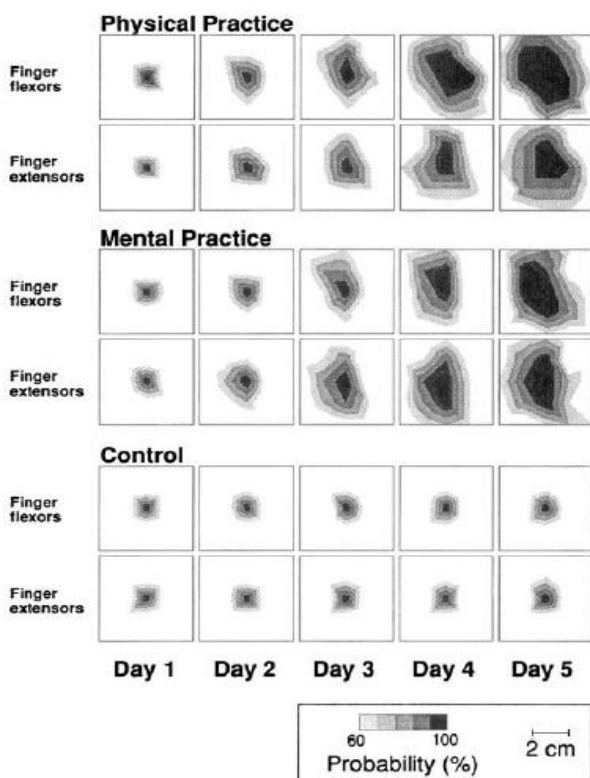 Physical Practice
Finger
flexors
Finger
extensors
Mental Practice
Finger
flexors
Finger
extensors
Control
Finger
flexors
Finger
extensors
Day 1 Day 2 Day 3 Day 4 Day 5
60 100
Probability (%)
2 cm